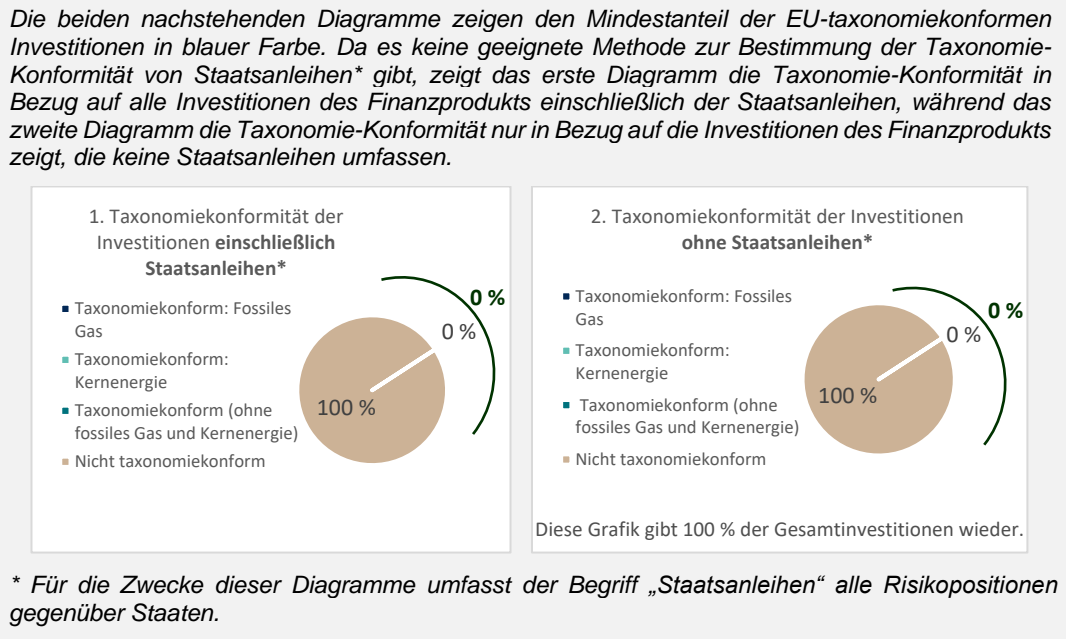 Die beiden nachstehenden Diagramme zeigen den Mindestanteil der EU-taxonomiekonformen
Investitionen in blauer Farbe. Da es keine geeignete Methode zur Bestimmung der Taxonomie-
Konformität von Staatsanleihen* gibt, zeigt das erste Diagramm die Taxonomie-Konformität in
Bezug auf alle Investitionen des Finanzprodukts einschließlich der Staatsanleihen, während das
zweite Diagramm die Taxonomie-Konformität nur in Bezug auf die Investitionen des Finanzprodukts
zeigt, die keine Staatsanleihen umfassen.
1. Taxonomiekonformität der
Investitionen einschließlich
Staatsanleihen*
Taxonomiekonform: Fossiles
Gas
Taxonomiekonform:
Kernenergie
Taxonomiekonform (ohne
fossiles Gas und Kernenergie)
Nicht taxonomiekonform
0 %
0 %
100 %
2. Taxonomiekonformität der Investitionen
ohne Staatsanleihen*
Taxonomiekonform: Fossiles
Gas
Taxonomiekonform:
Kernenergie
Taxonomiekonform (ohne
fossiles Gas und Kernenergie)
Nicht taxonomiekonform
0 %
0 %
100 %
Diese Grafik gibt 100 % der Gesamtinvestitionen wieder.
* Für die Zwecke dieser Diagramme umfasst der Begriff „Staatsanleihen“ alle Risikopositionen
gegenüber Staaten.